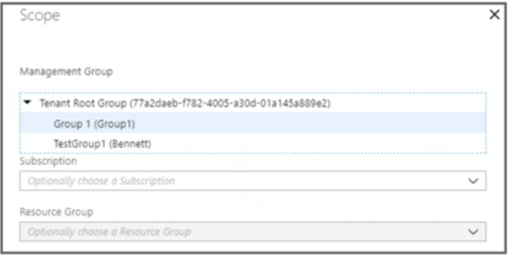 Scope
Management Group
Tenant Root Group (77a2daeb-f782-4005-a30d-01a145a889e2)
Group 1 (Group1)
TestGroup1 (Bennett)
Subscription
Optionally choose a Subscription
Resource Group
Optionally choose a Resource Group